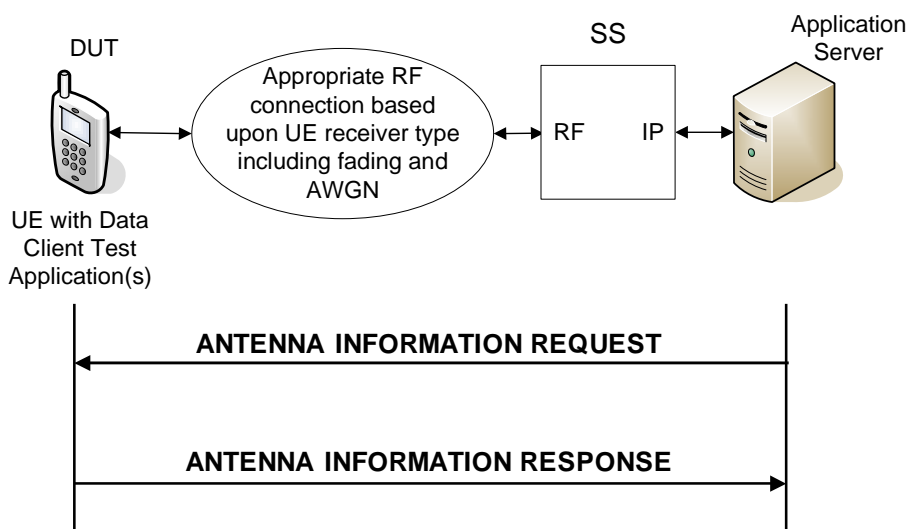 DUT
Appropriate RF
connection based
upon UE receiver type
including fading and
AWGN
SS
RF
IP
Application
Server
UE with Data
Client Test
Application(s)
ANTENNA INFORMATION REQUEST
ANTENNA INFORMATION RESPONSE